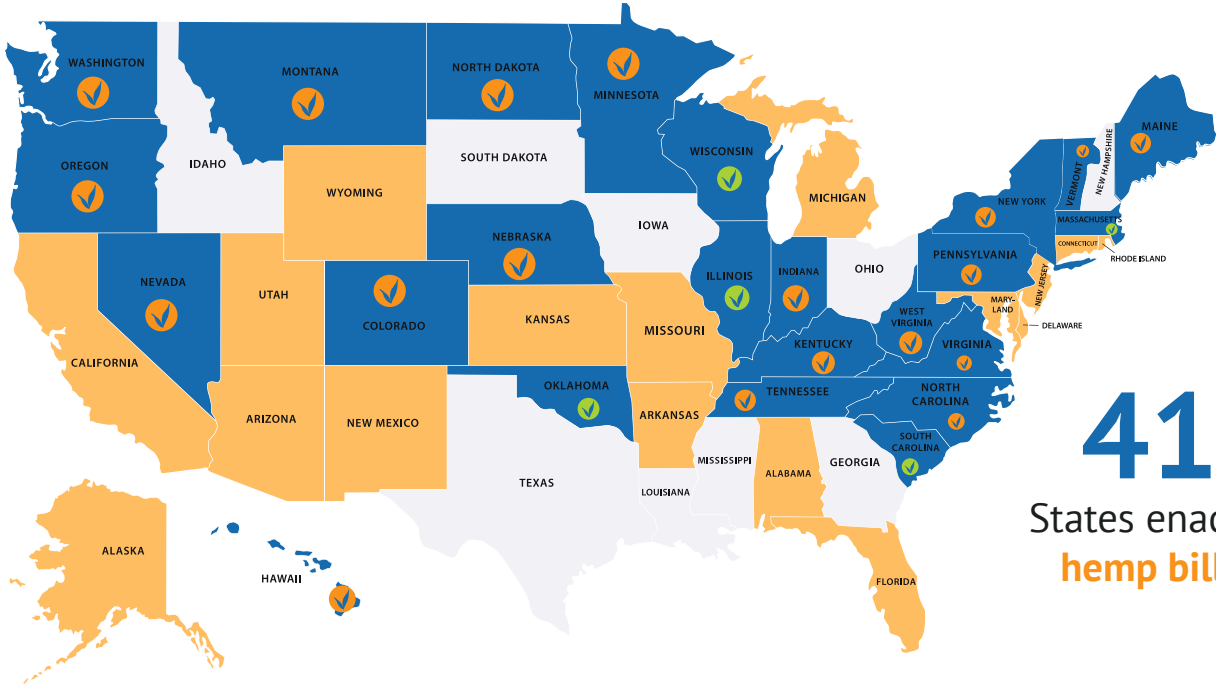 WASHINGTON
MONTANA
NORTH DAKOTA
MINNESOTA
MAINE
OREGON
IDAHO
SOUTH DAKOTA
WISCONSIN
VERMONT
NEW HAMPSHIRE
WYOMING
MICHIGAN
NEW YORK
MASSACHUSETTS
CONNECTICUT
RHODE ISLAND
NEBRASKA
IOWA
PENNSYLVANIA
NEVADA
UTAH
COLORADO
ILLINOIS
INDIANA
OHIO
NEW JERSEY
MARY-
LAND
DELAWARE
KANSAS
MISSOURI
WEST
VIRGINIA
VIRGINIA
KENTUCKY
CALIFORNIA
OKLAHOMA
TENNESSEE
NORTH
CAROLINA
ARIZONA
NEW MEXICO
ARKANSAS
SOUTH
CAROLINA
MISSISSIPPI
ALABAMA
GEORGIA
TEXAS
LOUISIANA
ALASKA
HAWAII
FLORIDA
41
States enac
hemp bill